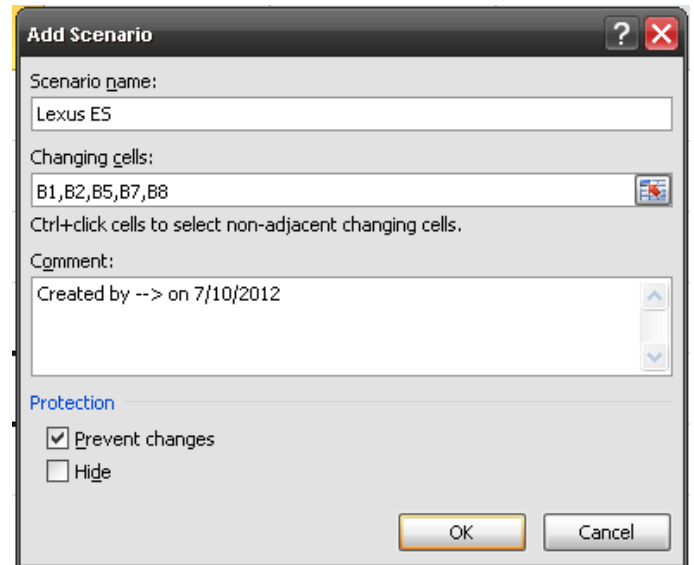 Add Scenario
?
Scenario name:
Lexus ES
Changing cells:
B1,B2,B5,B7,B8
Ctrl+click cells to select non-adjacent changing cells.
Comment:
Created by --> on 7/10/2012
Protection
Prevent changes
Hide
OK Cancel